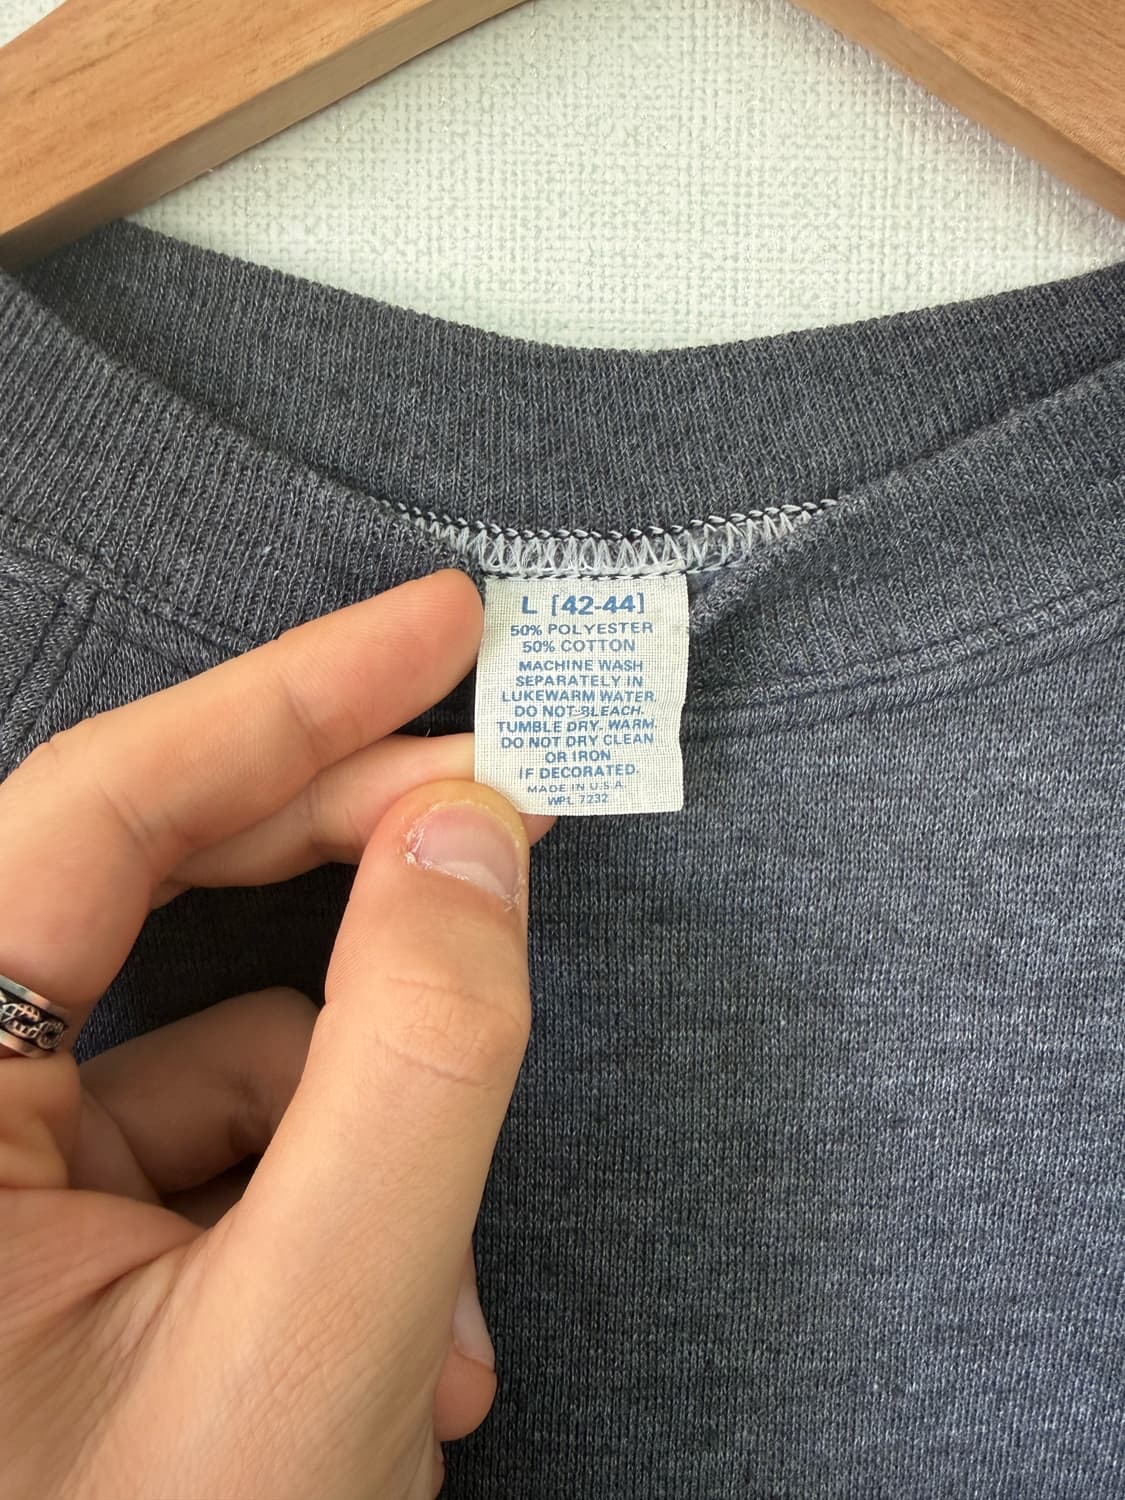 L [42-44]
50% POLYESTER
50% COTTON
MACHINE WASH
SEPARATELY IN
LUKEWARM WATER.
DO NOT BLEACH.
TUMBLE DRY, WARM.
DO NOT DRY CLEAN
OR IRON
IF DECORATED.
MADE IN U.S.A.
WPL 7232